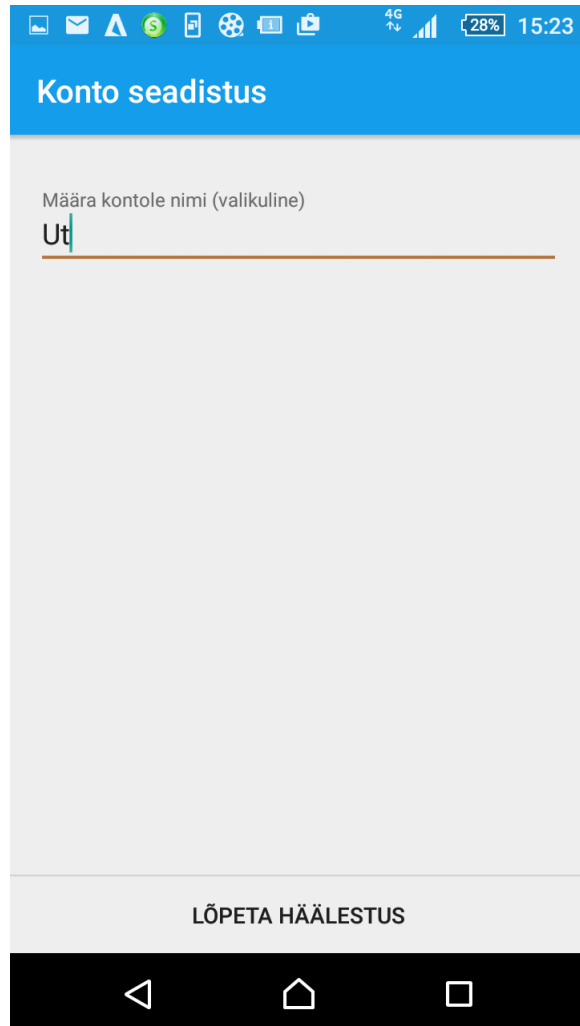 4G 28% 15:23
Konto seadistus
Määra kontole nimi (valikuline)
Ut
LÕPETA HÄÄLESTUS